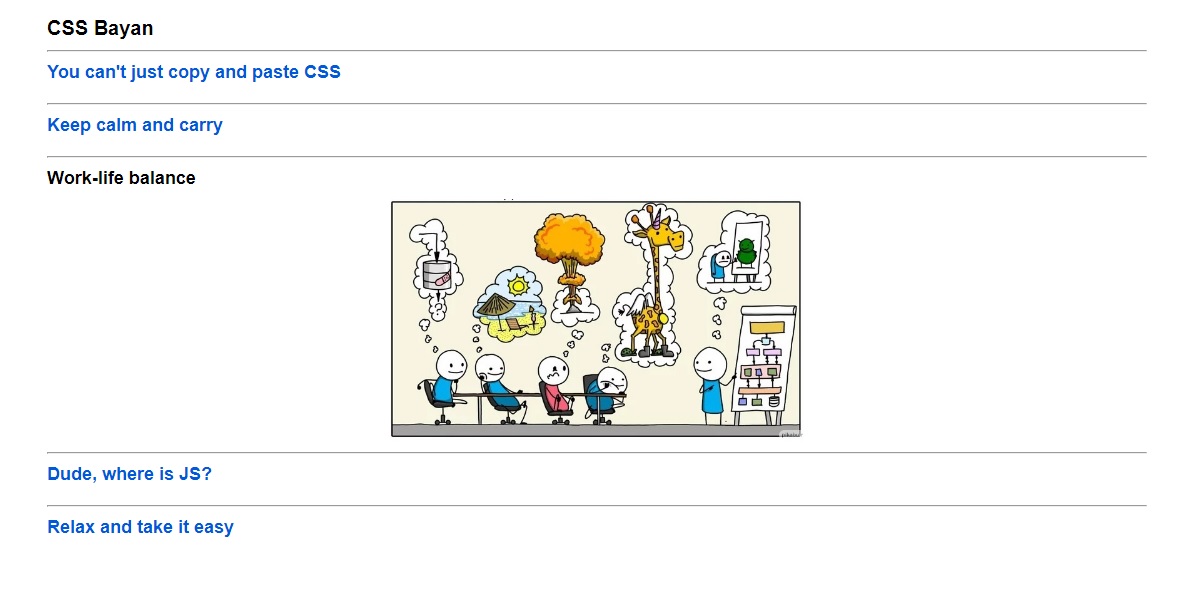 CSS Bayan
You can't just copy and paste CSS
Keep calm and carry
Work-life balance
?
Dude, where is JS?
Relax and take it easy